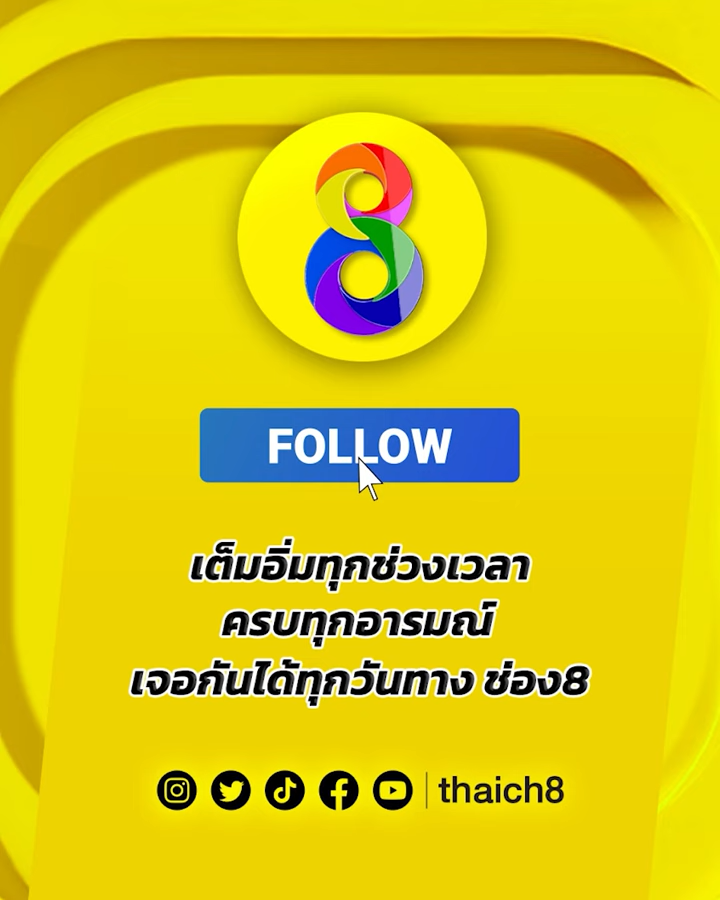 8
FOLLOW
เต็มอิ่มทุกช่วงเวลา
ครบทุกอารมณ์
เจอกันได้ทุกวันทาง ช่อง8
thaich8